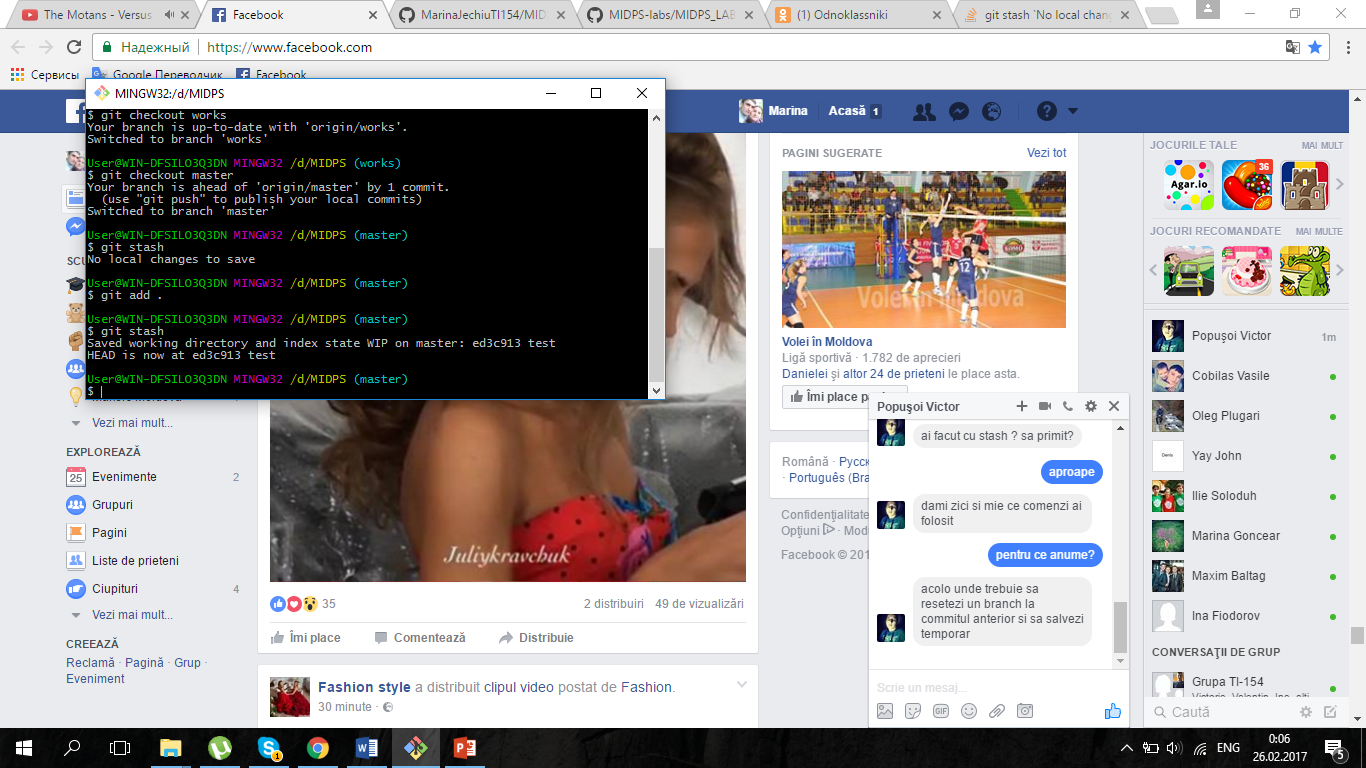 The Motans - Versus
Facebook
MarinaJechiuTI154/MID
MIDPS-labs/MIDPS_LAB
(1) Odnoklassniki
git stash `No local chang
Надежный
https://www.facebook.com
Сервисы
Google Переводчик
Facebook
MINGW32:/d/MIDPS
$ git checkout works
Your branch is up-to-date with 'origin/works'.
Switched to branch 'works'
User@WIN-DFSILO3Q3DN MINGW32 /d/MIDPS (works)
$ git checkout master
Your branch is ahead of 'origin/master' by 1 commit.
(use "git push" to publish your local commits)
Switched to branch 'master'
User@WIN-DFSILO3Q3DN MINGW32 /d/MIDPS (master)
$ git stash
No local changes to save
User@WIN-DFSILO3Q3DN MINGW32 /d/MIDPS (master)
$ git add .
User@WIN-DFSILO3Q3DN MINGW32 /d/MIDPS (master)
$ git stash
Saved working directory and index state WIP on master: ed3c913 test
HEAD is now at ed3c913 test
User@WIN-DFSILO3Q3DN MINGW32 /d/MIDPS (master)
$
Marina
Acasă 1
Vezi mai mult...
EXPLOREAZĂ
Evenimente 2
Grupuri
Pagini
Liste de prieteni
Ciupituri 4
Vezi mai mult...
CREEAZĂ
Reclamă · Pagină · Grup ·
Eveniment
Juliykravchuk
35
2 distribuiri 49 de vizualizări
Îmi place
Comentează
Distribuie
Fashion style a distribuit clipul video postat de Fashion.
30 minute ·
PAGINI SUGERATE
Vezi tot
Volei în Moldova
Volei în Moldova
Ligă sportivă · 1.782 de aprecieri
Danielei și altor 24 de prieteni le place asta.
Îmi place
Română ·
· Português (Bra
Confidențialitate
Opțiuni
Facebook ©
Popușoi Victor
ai facut cu stash ? sa primit?
aproape
dami zici si mie ce comenzi ai
folosit
pentru ce anume?
acolo unde trebuie sa
resetezi un branch la
commitul anterior si sa salvezi
temporar
Scrie un mesaj...
GIF
JOCURILE TALE
MAI MULT
Agar.io
36
JOCURI RECOMANDATE
MAI MULTE
Popușoi Victor 1m
Cobilas Vasile
Oleg Plugari
Yay John
Ilie Soloduh
Marina Goncear
Maxim Baltag
Ina Fiodorov
CONVERSAȚII DE GRUP
Grupa TI-154
Caută
1
ENG
0:06
26.02.2017
5